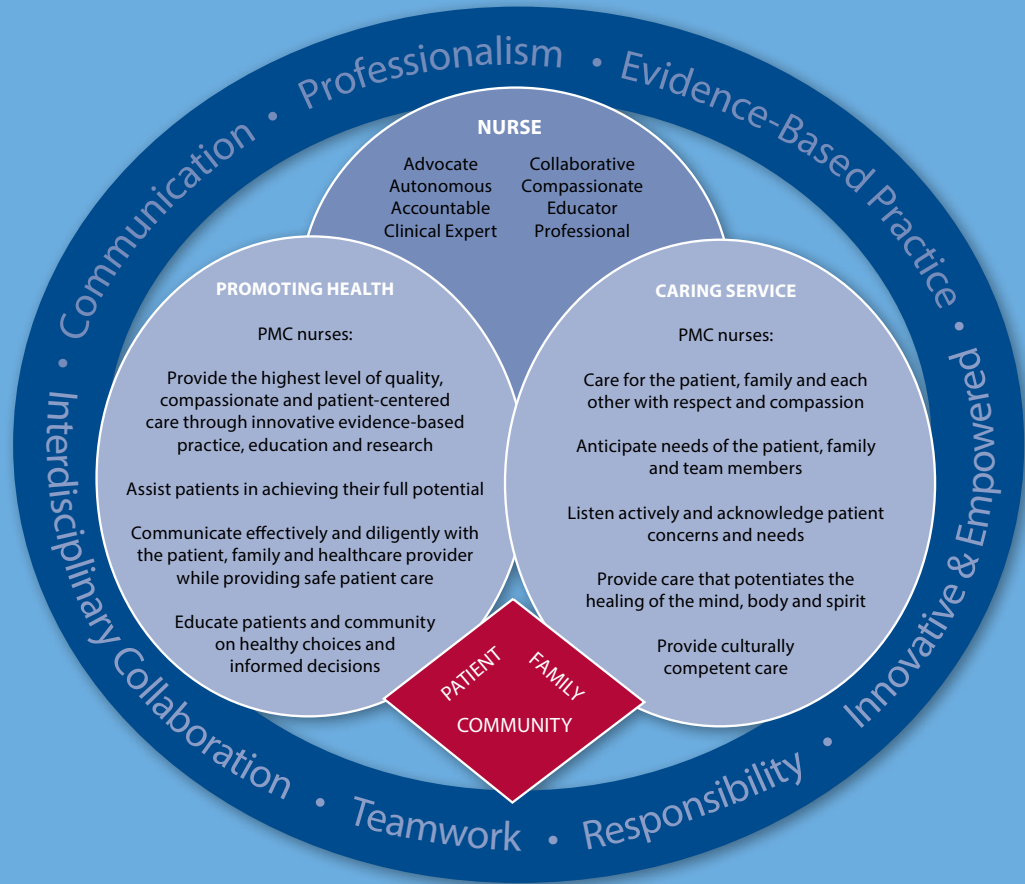 Communication • Professionalism • Evidence-Based Practice • Innovative & Empowered • Responsibility • Teamwork • Interdisciplinary Collaboration •
NURSE
Advocate
Autonomous
Accountable
Clinical Expert
Collaborative
Compassionate
Educator
Professional
PROMOTING HEALTH
PMC nurses:
Provide the highest level of quality,
compassionate and patient-centered
care through innovative evidence-based
practice, education and research
Assist patients in achieving their full potential
Communicate effectively and diligently with
the patient, family and healthcare provider
while providing safe patient care
Educate patients and community
on healthy choices and
informed decisions
CARING SERVICE
PMC nurses:
Care for the patient, family and each
other with respect and compassion
Anticipate needs of the patient, family
and team members
Listen actively and acknowledge patient
concerns and needs
Provide care that potentiates the
healing of the mind, body and spirit
Provide culturally
competent care
PATIENT
FAMILY
COMMUNITY